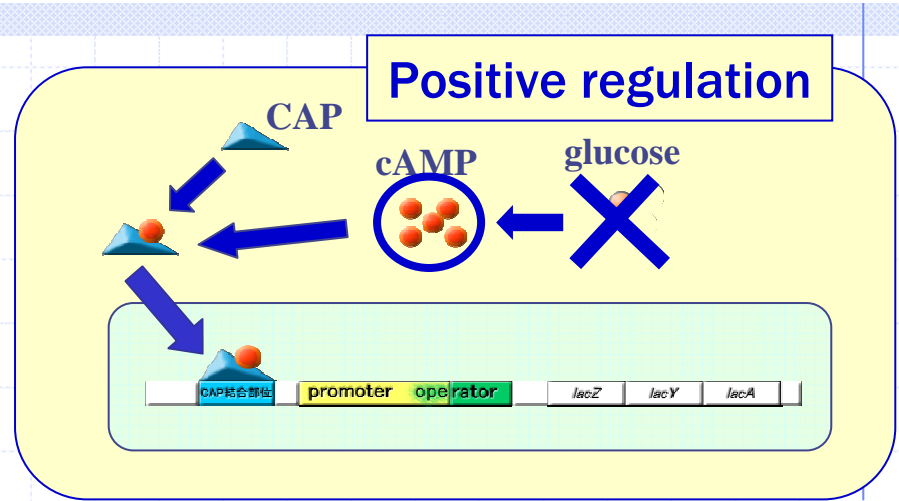 Positive regulation
CAP
cAMP
glucose
CAP結合部位
promoter
operator
lacZ
lacY
lacA